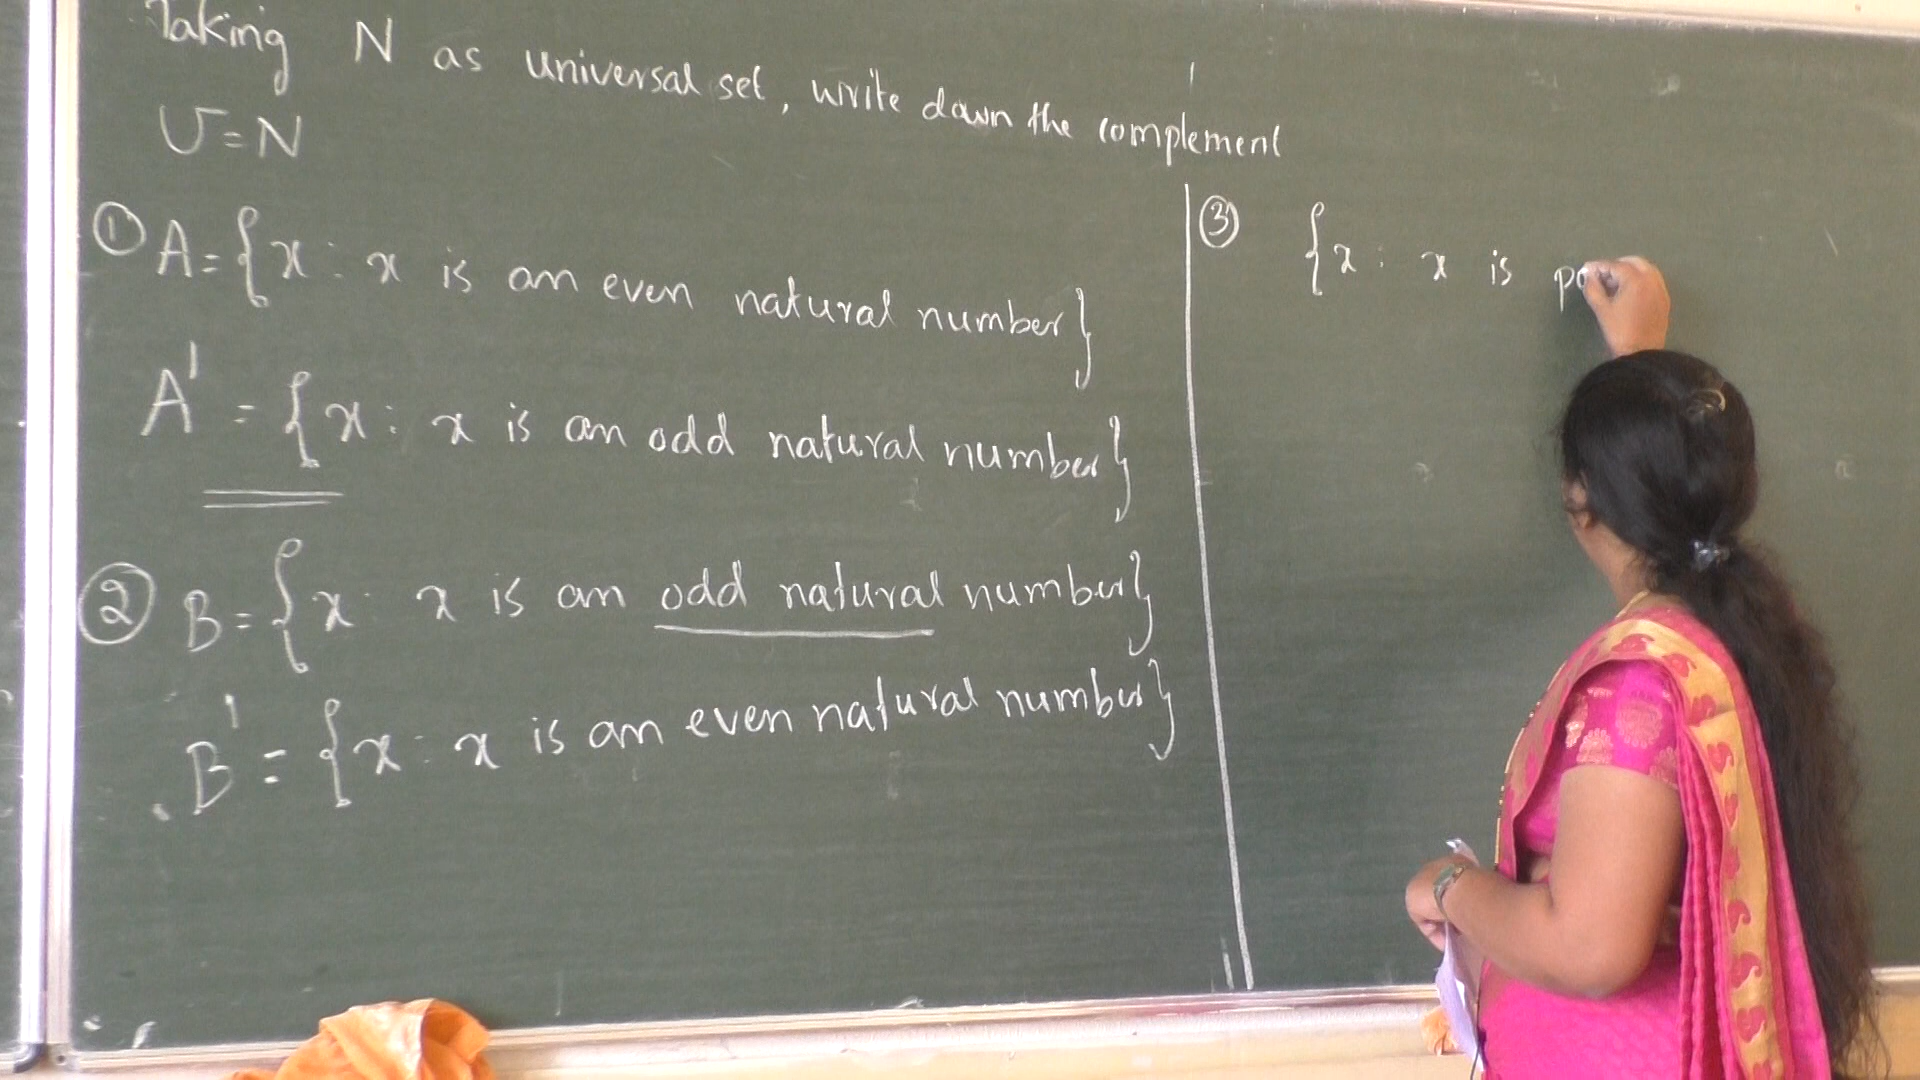 Taking N as universal set, write down the complement
U=N
① A={x: x is an even natural number}
A' = {x: x is an odd natural number}
② B={x: x is an odd natural number}
B' = {x: x is an even natural number}
③ {x: x is po